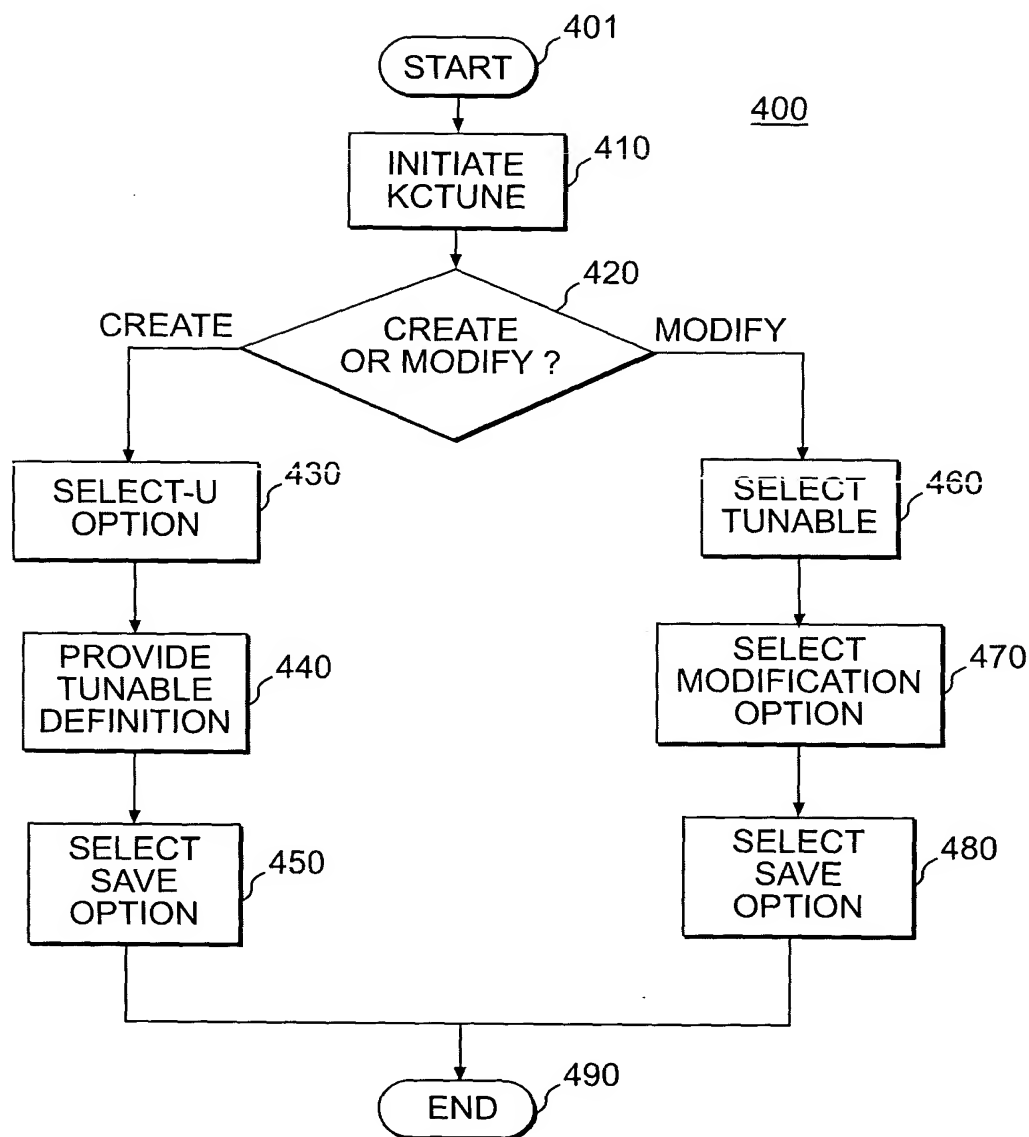 START
401
400
INITIATE
KCTUNE
410
420
CREATE
CREATE
OR MODIFY ?
MODIFY
SELECT-U
OPTION
430
SELECT
TUNABLE
460
PROVIDE
TUNABLE
DEFINITION
440
SELECT
MODIFICATION
OPTION
470
SELECT
SAVE
OPTION
450
SELECT
SAVE
OPTION
480
END
490